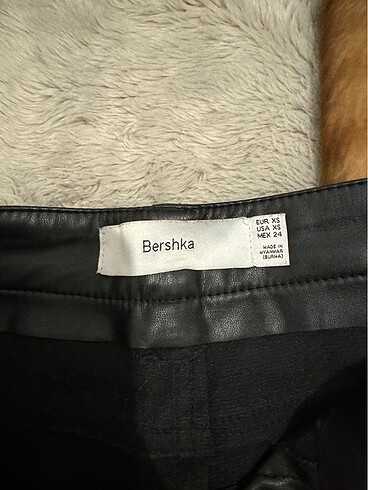 Bershka
EUR XS
USA XS
MEX 24
MADE IN
MYANMAR
(BURMA)